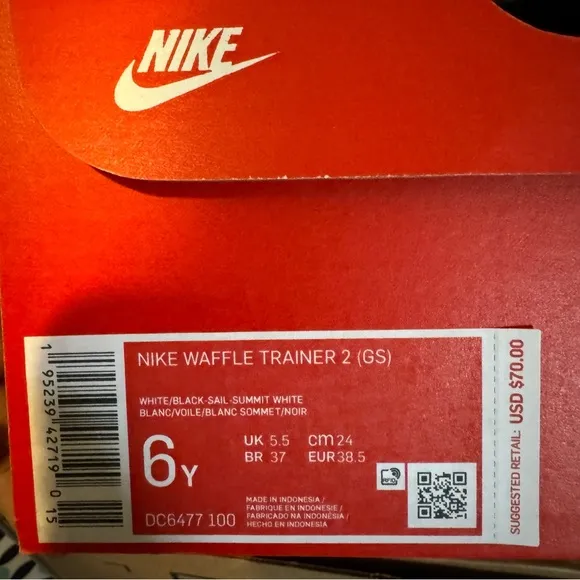 NIKE
NIKE WAFFLE TRAINER 2 (GS)
WHITE/BLACK-SAIL-SUMMIT WHITE
BLANC/VOILE/BLANC SOMMET/NOIR
6Y
UK 5.5 cm 24
BR 37 EUR 38.5
RFID
MADE IN INDONESIA /
FABRIQUE EN INDONESIE /
FABRICADO NA INDONÉSIA /
HECHO EN INDONESIA
DC6477 100
1 95239 42719 0 15
SUGGESTED RETAIL: USD $70.00